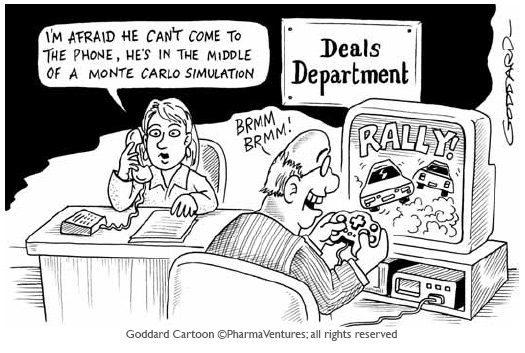 I'M AFRAID HE CAN'T COME TO
THE PHONE, HE'S IN THE MIDDLE
OF A MONTE CARLO SIMULATION
Deals
Department
GODDARD
BRMM
BRMM!
RALLY!
Goddard Cartoon ©PharmaVentures; all rights reserved